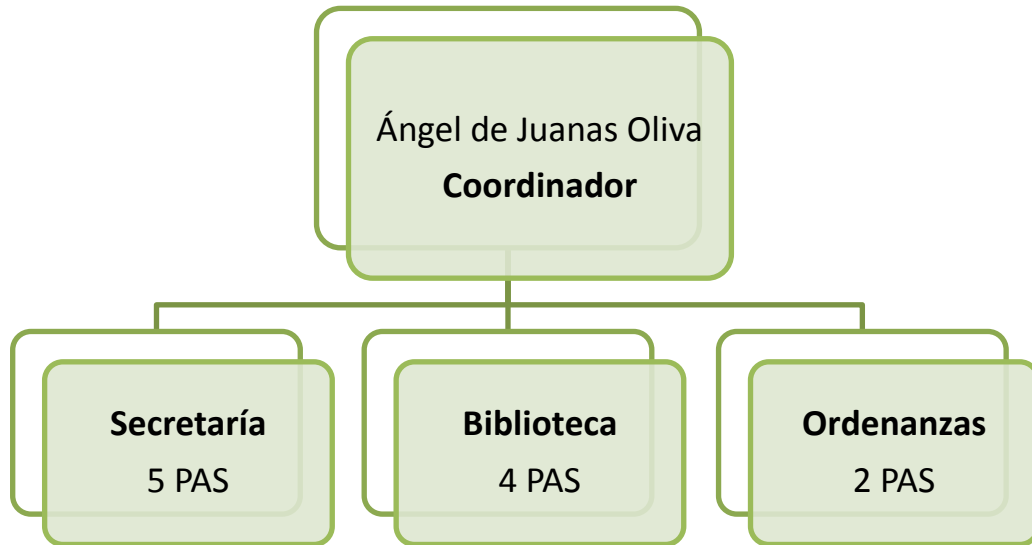 Ángel de Juanas Oliva
Coordinador
Secretaría
5 PAS
Biblioteca
4 PAS
Ordenanzas
2 PAS